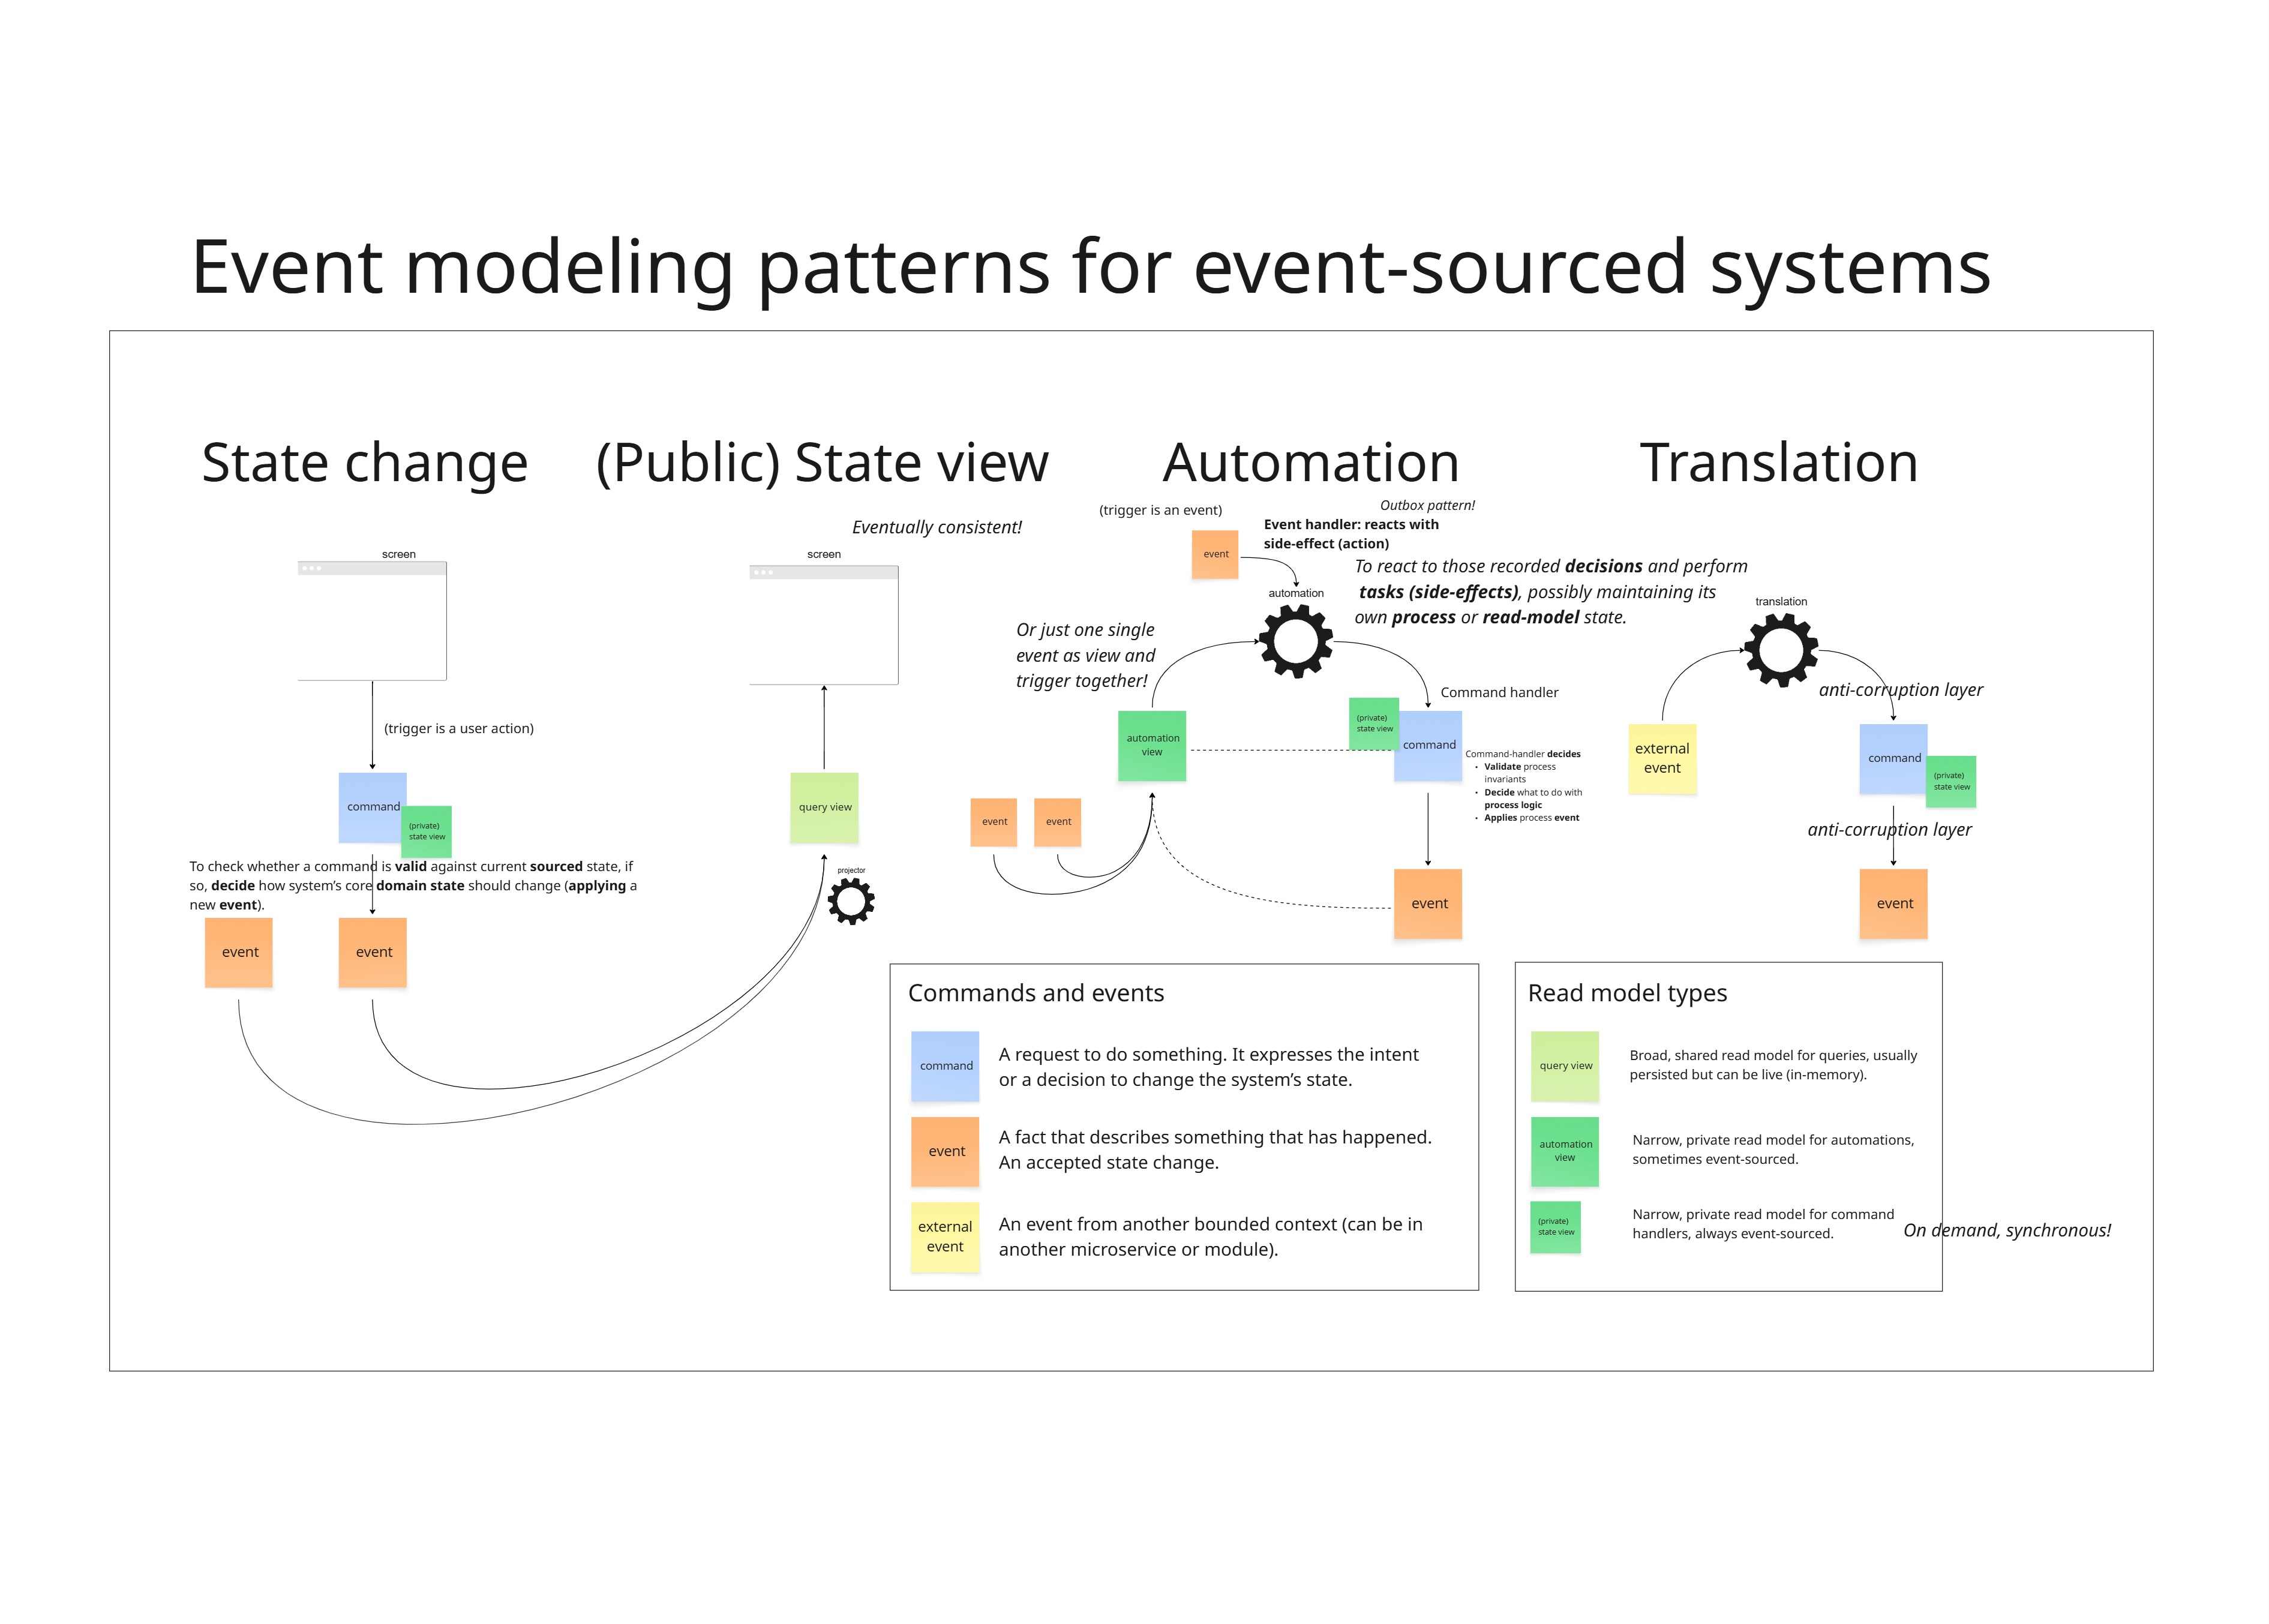 Event modeling patterns for event-sourced systems
State change
(Public) State view
Automation
Translation
screen
(trigger is a user action)
command
(private)
state view
To check whether a command is valid against current sourced state, if
so, decide how system's core domain state should change (applying a
new event).
event
event
Eventually consistent!
screen
query view
projector
(trigger is an event)
Outbox pattern!
Event handler: reacts with
side-effect (action)
event
To react to those recorded decisions and perform
tasks (side-effects), possibly maintaining its
own process or read-model state.
automation
Or just one single
event as view and
trigger together!
automation
view
event
event
Command handler
(private)
state view
command
Command-handler decides
• Validate process
invariants
• Decide what to do with
process logic
• Applies process event
event
translation
anti-corruption layer
external
event
command
(private)
state view
anti-corruption layer
event
Commands and events
command
A request to do something. It expresses the intent
or a decision to change the system's state.
event
A fact that describes something that has happened.
An accepted state change.
external
event
An event from another bounded context (can be in
another microservice or module).
Read model types
query view
Broad, shared read model for queries, usually
persisted but can be live (in-memory).
automation
view
Narrow, private read model for automations,
sometimes event-sourced.
(private)
state view
Narrow, private read model for command
handlers, always event-sourced.
On demand, synchronous!